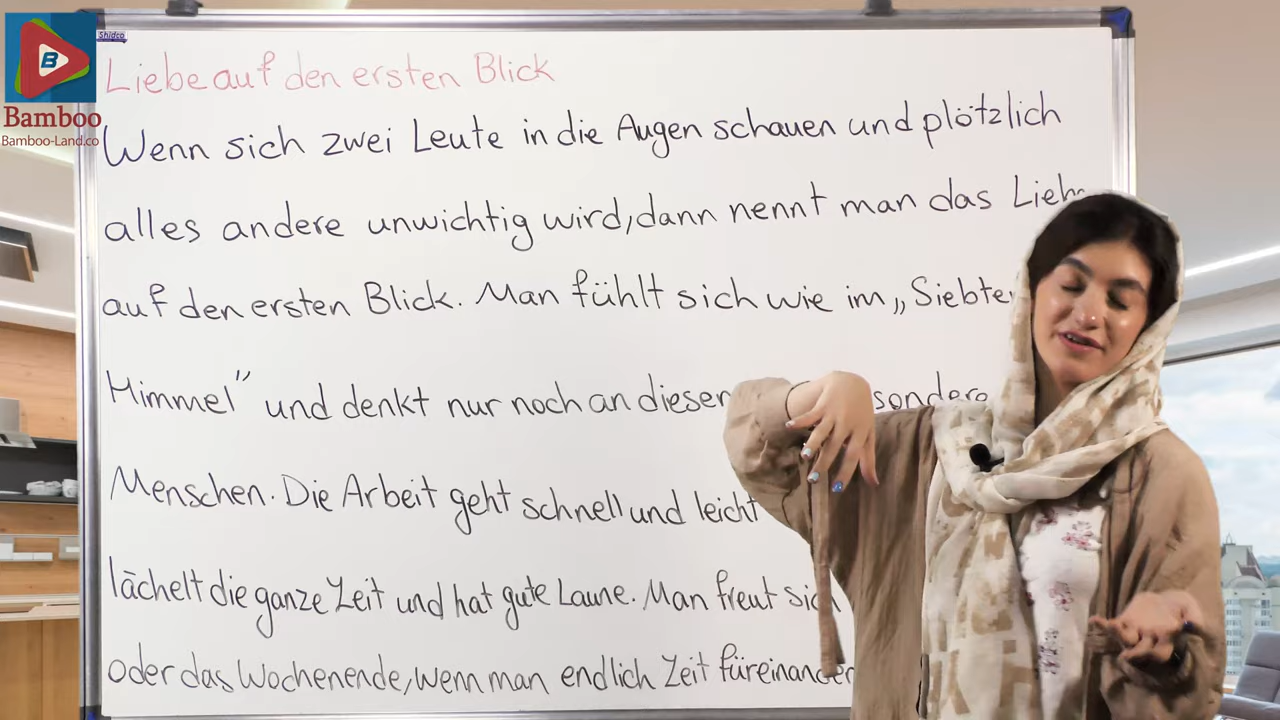 Shidco
B
Bamboo
Bamboo-Land.co
Liebe auf den ersten Blick
Wenn sich zwei Leute in die Augen schauen und plötzlich
alles andere unwichtig wird, dann nennt man das
auf den ersten Blick. Man fühlt sich wie im „Siebte
Himmel" und denkt nur noch an diesen
Menschen. Die Arbeit geht schnell und leicht
lächelt die ganze Zeit und hat gute Laune. Man freut sich
oder das Wochenende, wenn man endlich Zeit füreinander